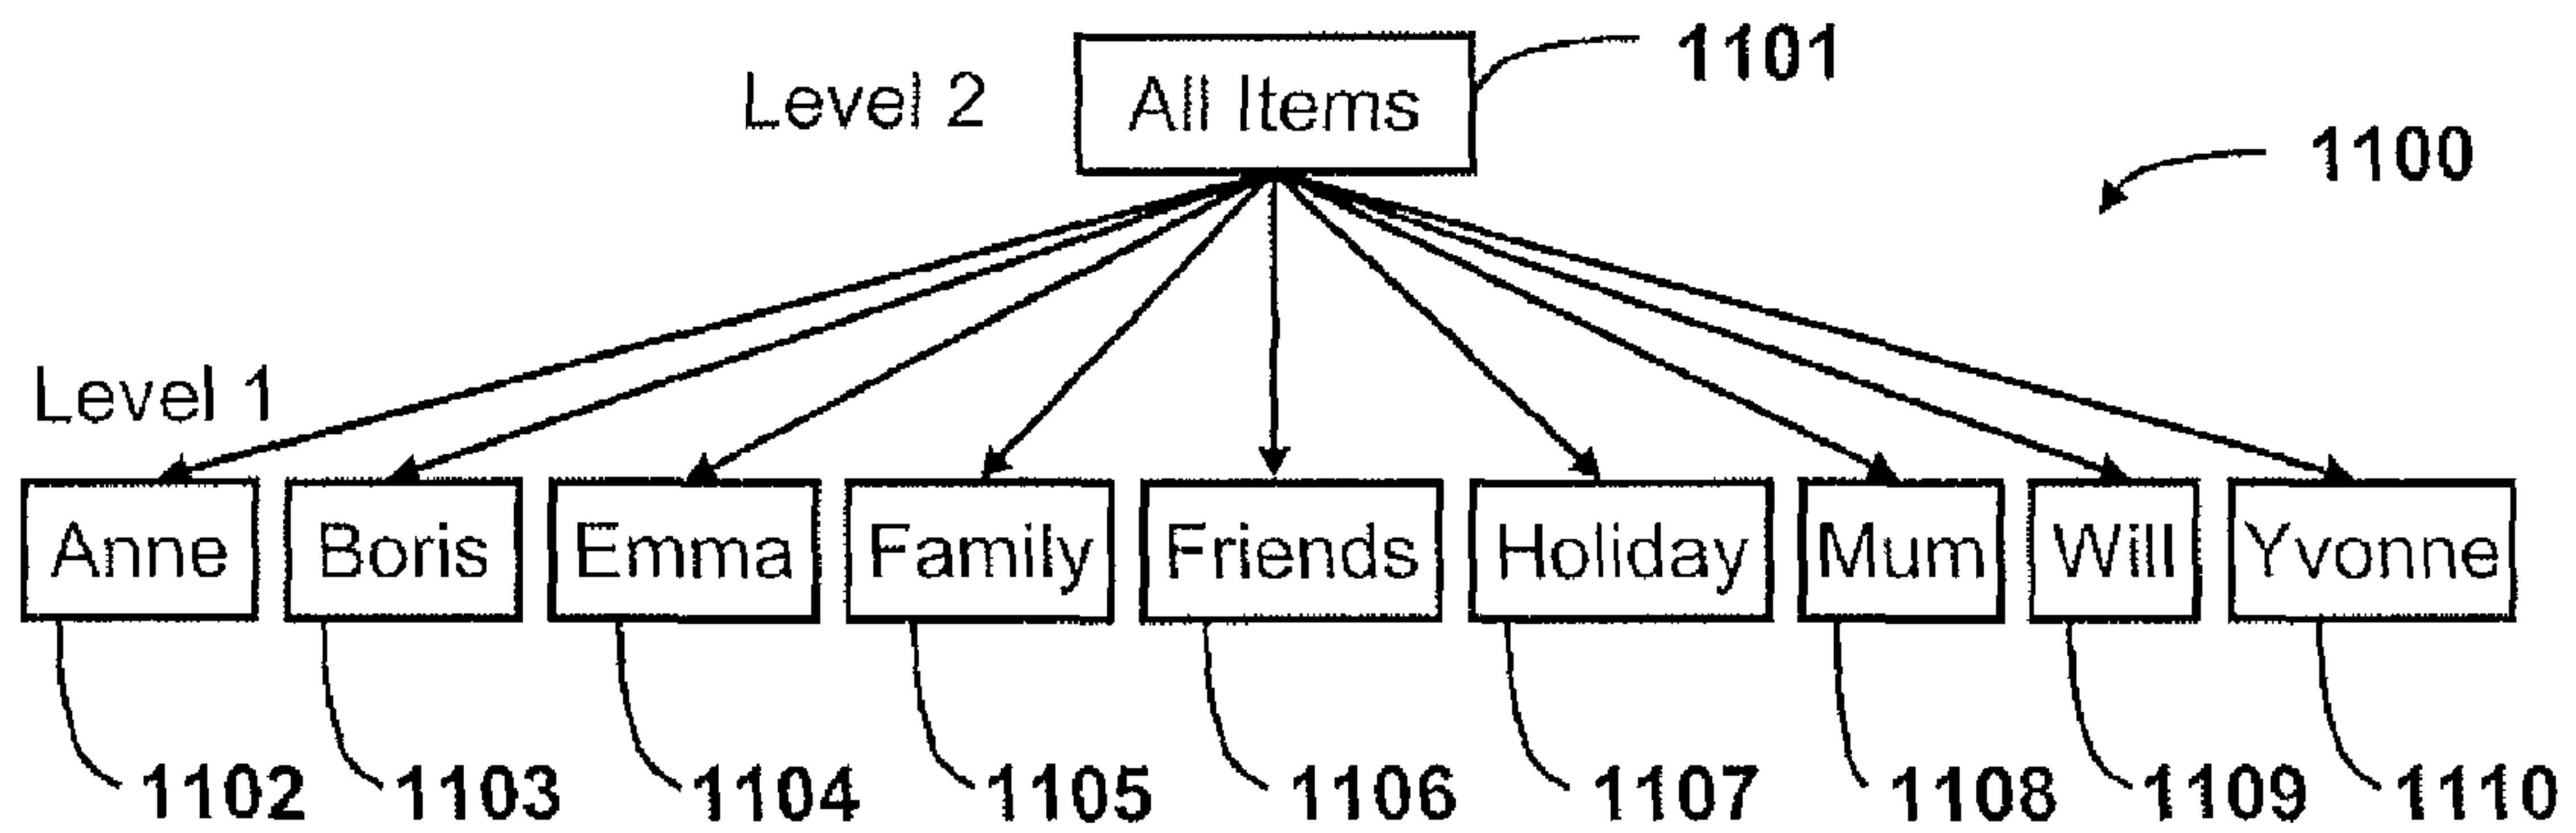 Level 2 All Items 1101
1100
Level 1
Anne Boris Emma Family Friends Holiday Mum Will Yvonne
1102 1103 1104 1105 1106 1107 1108 1109 1110